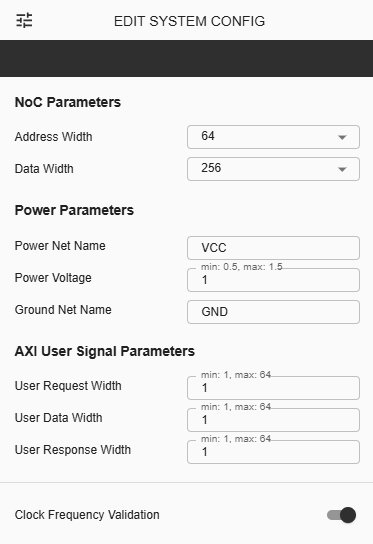 EDIT SYSTEM CONFIG
NoC Parameters
Address Width 64
Data Width 256
Power Parameters
Power Net Name VCC
min: 0.5, max: 1.5
Power Voltage 1
Ground Net Name GND
AXI User Signal Parameters
min: 1, max: 64
User Request Width 1
min: 1, max: 64
User Data Width 1
min: 1, max: 64
User Response Width 1
Clock Frequency Validation